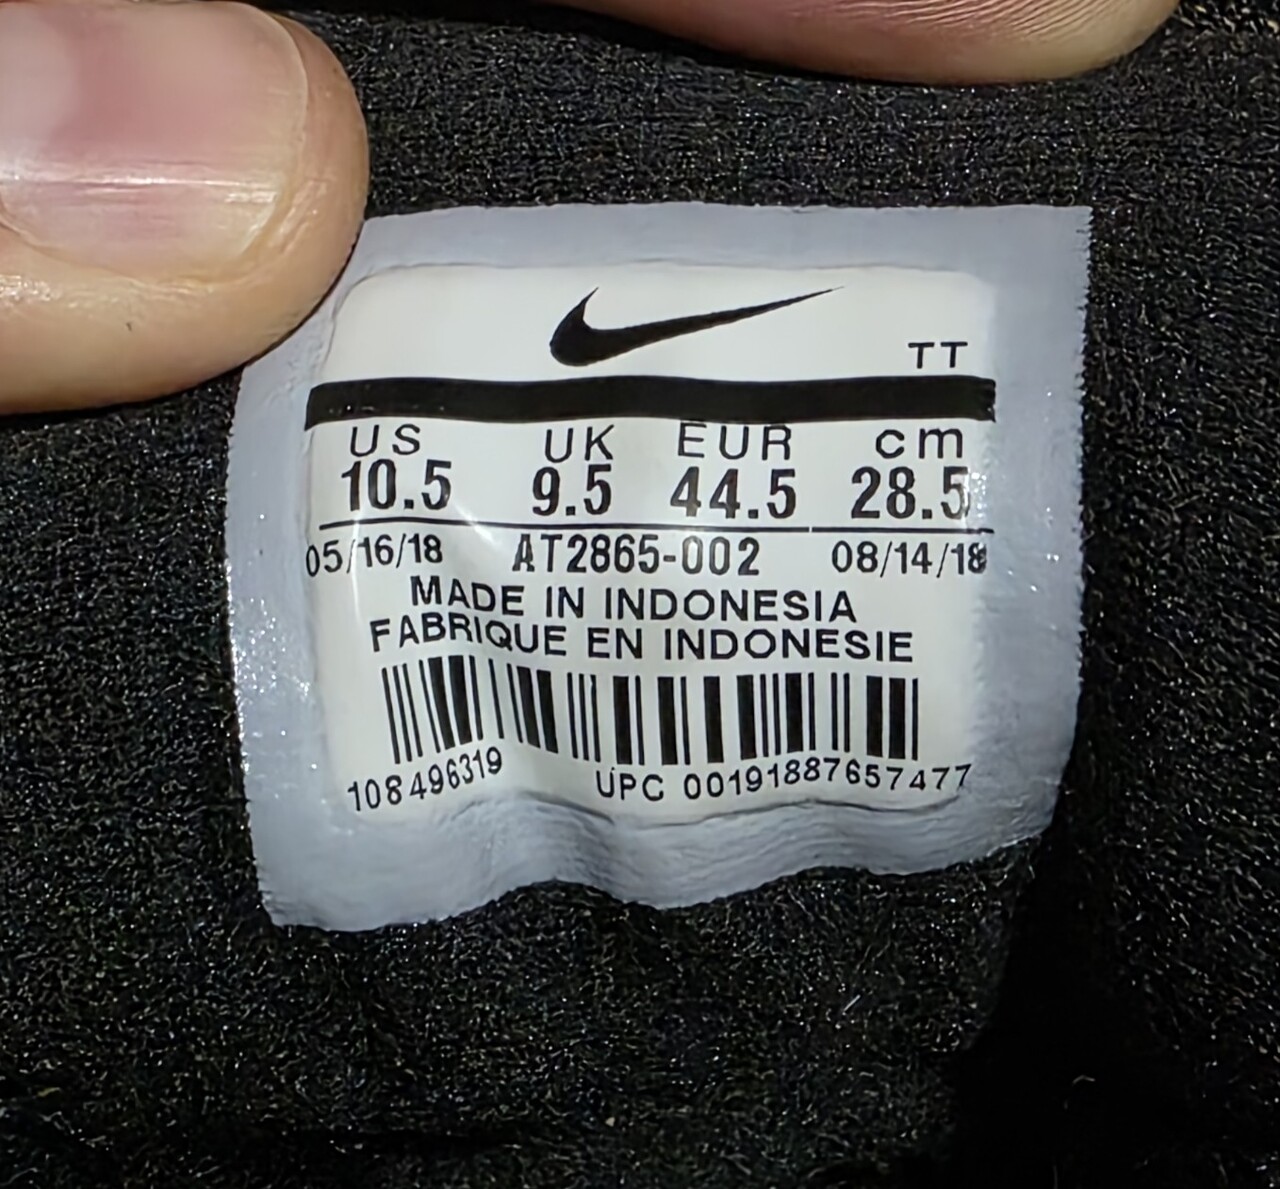 TT
US UK EUR cm
10.5 9.5 44.5 28.5
05/16/18 AT2865-002 08/14/18
MADE IN INDONESIA
FABRIQUE EN INDONESIE
108496319 UPC 00191887657477